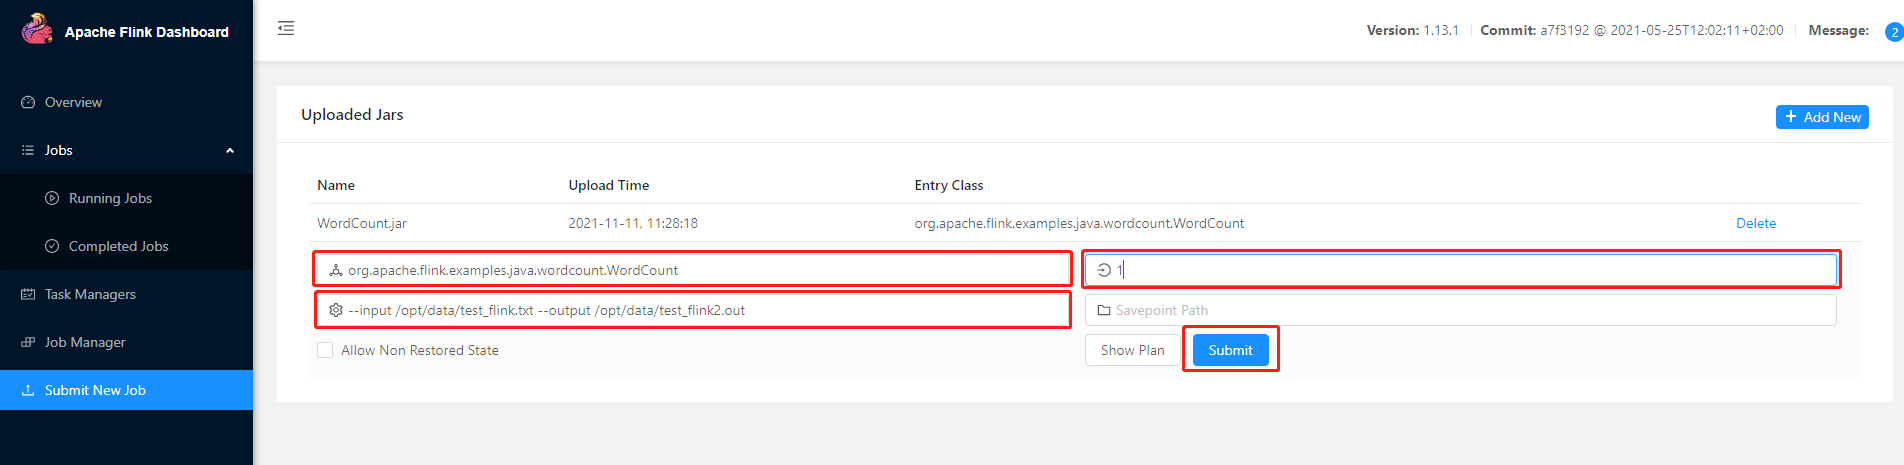 Apache Flink Dashboard
Version: 1.13.1 Commit: a7f3192 @ 2021-05-25T12:02:11+02:00 Message: 2
Overview
Jobs
Running Jobs
Completed Jobs
Task Managers
Job Manager
Submit New Job
Uploaded Jars
+ Add New
Name Upload Time Entry Class
WordCount.jar 2021-11-11, 11:28:18 org.apache.flink.examples.java.wordcount.WordCount Delete
org.apache.flink.examples.java.wordcount.WordCount 1
--input /opt/data/test_flink.txt --output /opt/data/test_flink2.out Savepoint Path
Allow Non Restored State Show Plan Submit